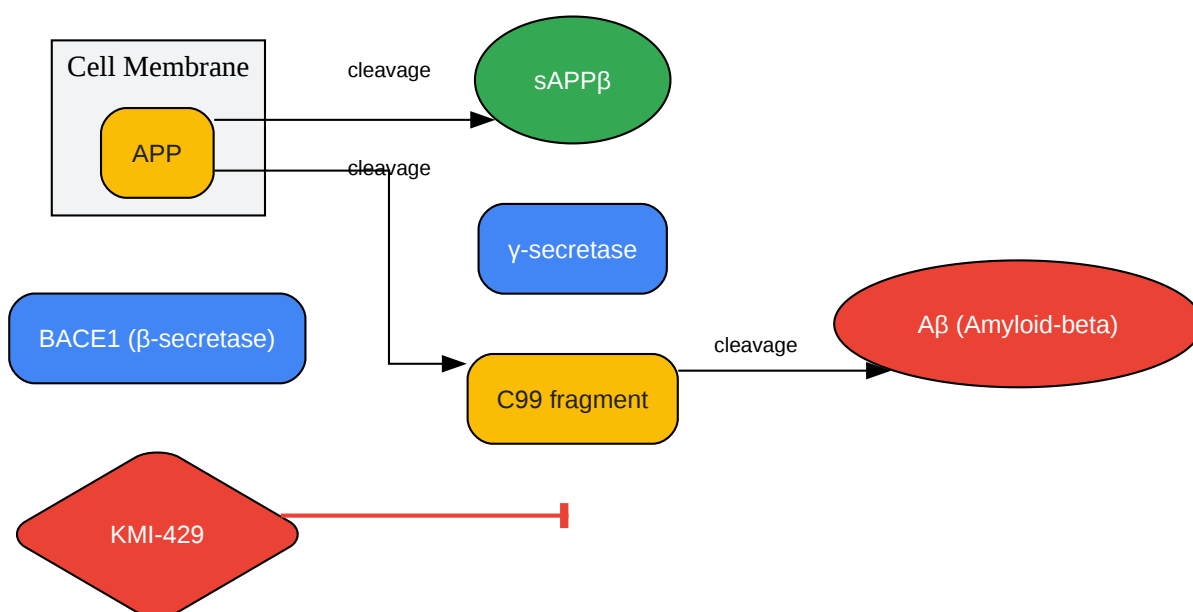 Cell Membrane
APP
cleavage
cleavage
sAPPβ
γ-secretase
BACE1 (β-secretase)
C99 fragment
cleavage
Aβ (Amyloid-beta)
KMI-429